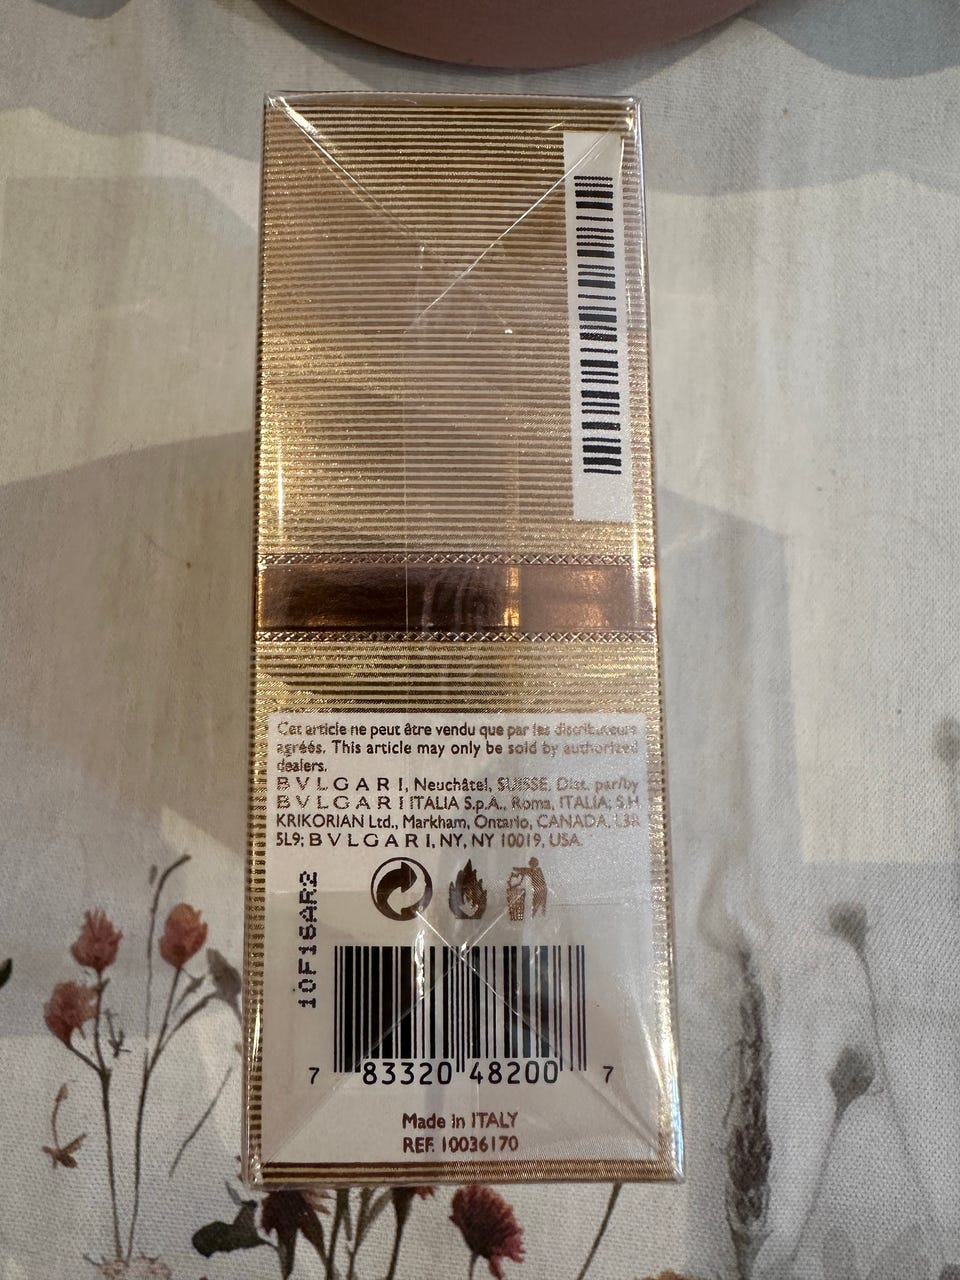 Cet article ne peut être vendu que par les distributeurs
agréés. This article may only be sold by authorized
dealers.
BVLGARI, Neuchâtel, SUISSE, Dist. par/by
BVLGARI ITALIA S.p.A., Roma, ITALIA; S.H.
KRIKORIAN Ltd., Markham, Ontario, CANADA, L3R
5L9; BVLGARI, NY, NY 10019, USA.
10F16AR2
7 83320 48200 7
Made in ITALY
REF. 10036170